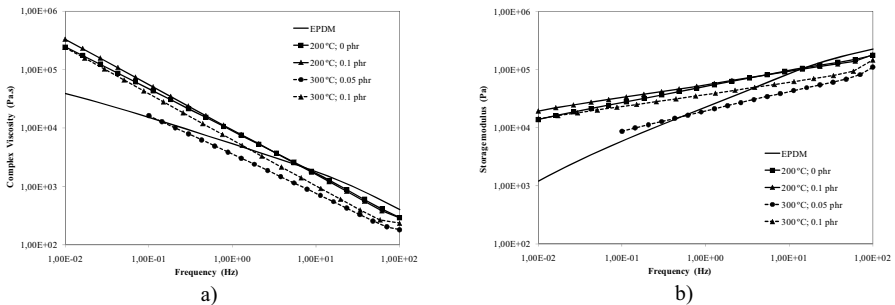 1,00E+06
1,00E+05
1,00E+04
1,00E+03
1,00E+02
Complex Viscosity (Pa.s)
EPDM
200°C; 0 phr
200°C; 0.1 phr
300°C; 0.05 phr
300°C; 0.1 phr
1,00E-02 1,00E-01 1,00E+00 1,00E+01 1,00E+02
Frequency (Hz)
a)
1,00E+06
1,00E+05
1,00E+04
1,00E+03
1,00E+02
Storage modulus (Pa)
EPDM
200°C; 0 phr
200°C; 0.1 phr
300°C 0.05 phr
300°C; 0.1 phr
1,00E-02 1,00E-01 1,00E+00 1,00E+01 1,00E+02
Frequency (Hz)
b)